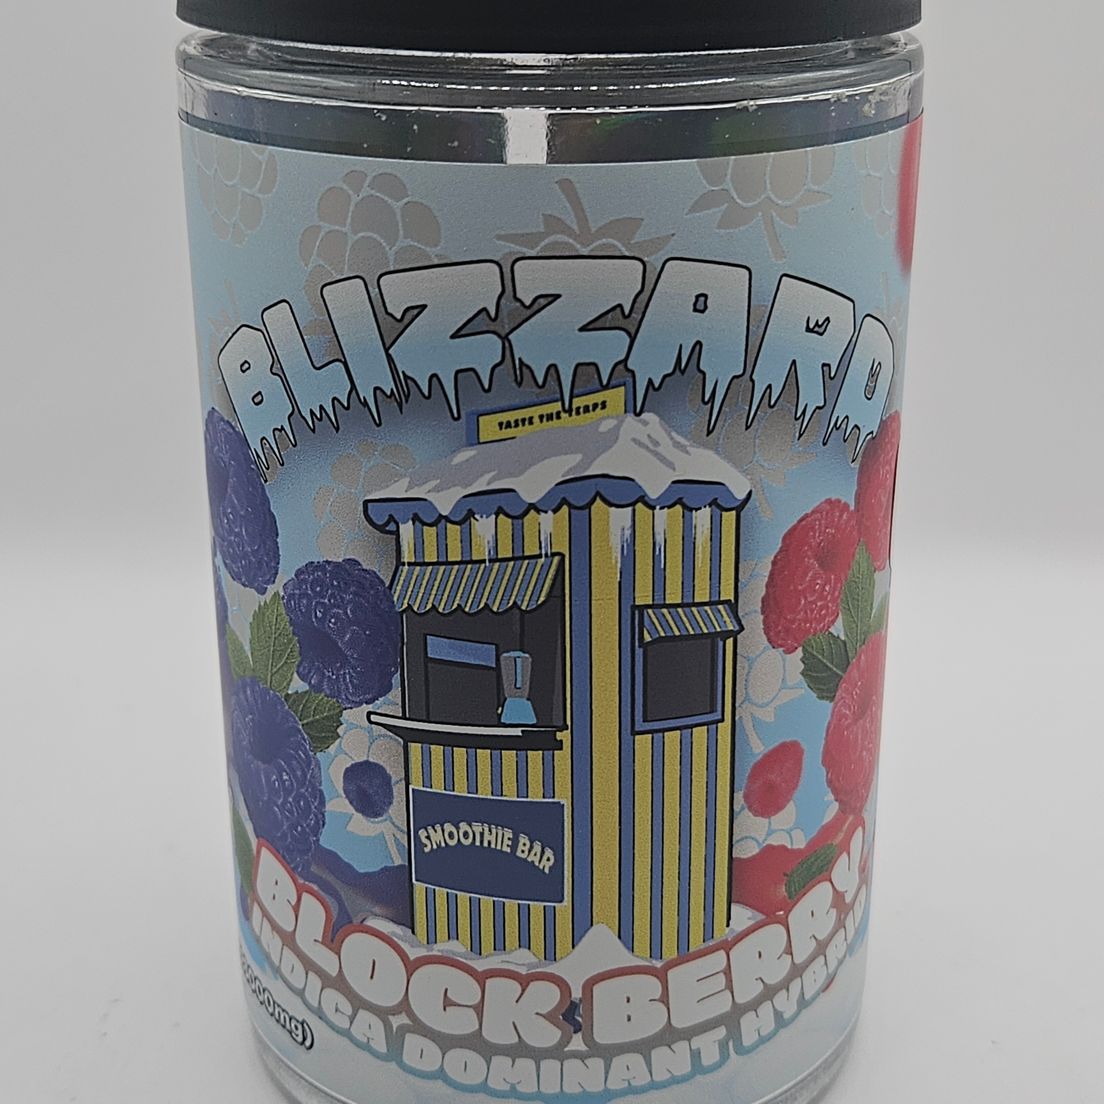 BLIZZARD
TASTE THE TERPS
SMOOTHIE BAR
BLOCK BERRY
INDICA DOMINANT HYBRID